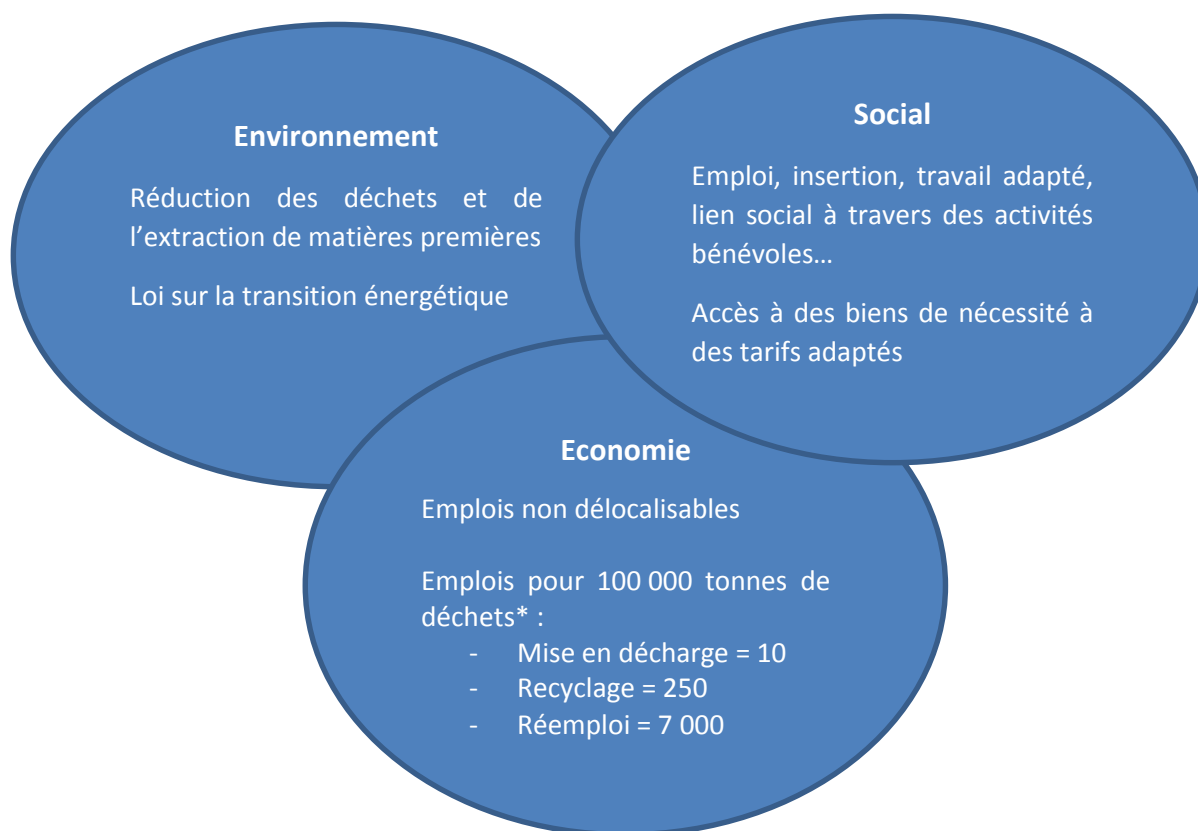 Environnement
Réduction des déchets et de
l’extraction de matières premières
Loi sur la transition énergétique
Social
Emploi, insertion, travail adapté,
lien social à travers des activités
bénévoles…
Accès à des biens de nécessité à
des tarifs adaptés
Economie
Emplois non délocalisables
Emplois pour 100 000 tonnes de
déchets* :
- Mise en décharge = 10
- Recyclage = 250
- Réemploi = 7 000